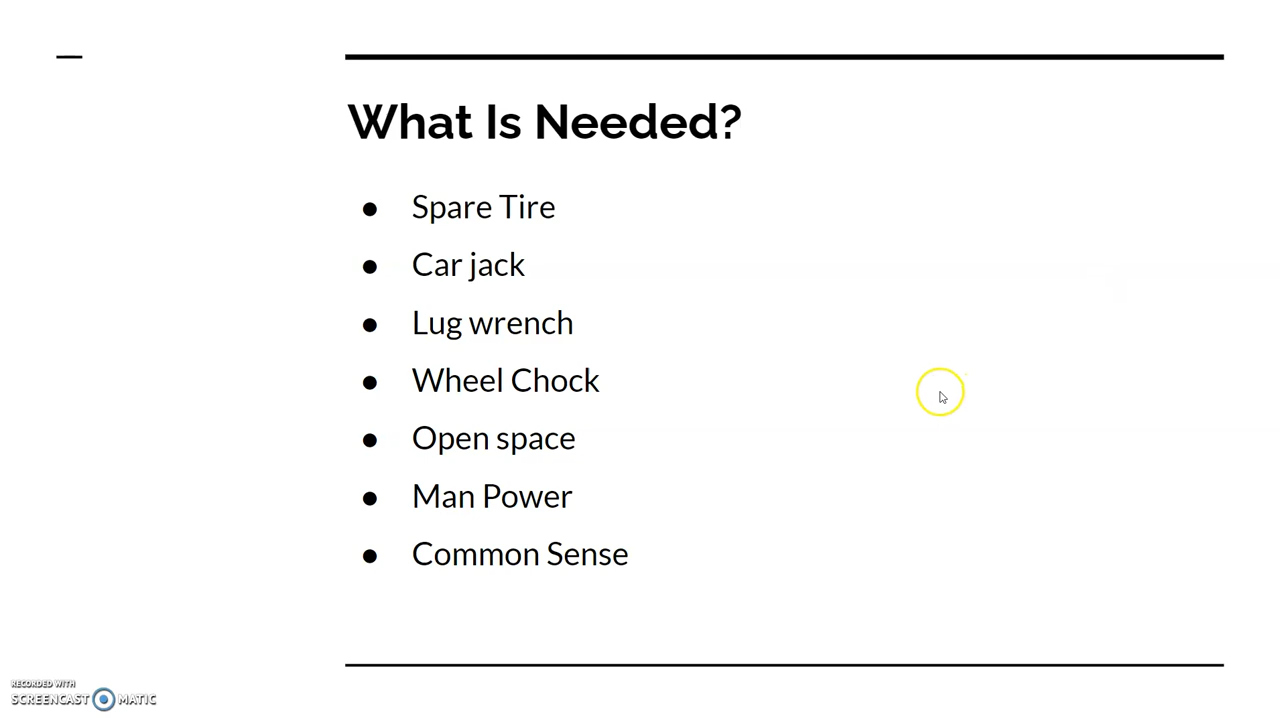 What Is Needed?
Spare Tire
Car jack
Lug wrench
Wheel Chock
Open space
Man Power
Common Sense
RECORDED WITH
SCREENCAST MATIC